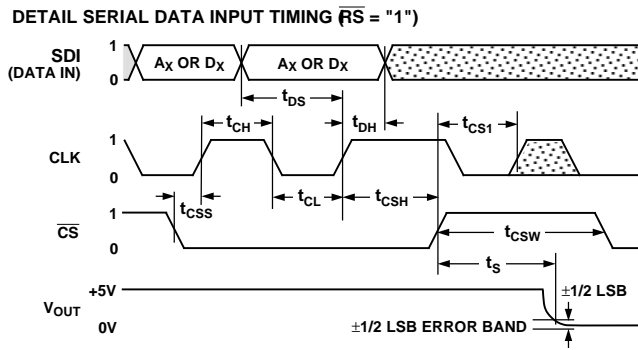 DETAIL SERIAL DATA INPUT TIMING (RS = "1")
SDI
(DATA IN)
1
0
AX OR DX
AX OR DX
tDS
tCH
tDH
tCS1
CLK
1
0
tCSS
tCL
tCSH
CS
1
0
tCSW
tS
VOUT
+5V
0V
±1/2 LSB
±1/2 LSB ERROR BAND